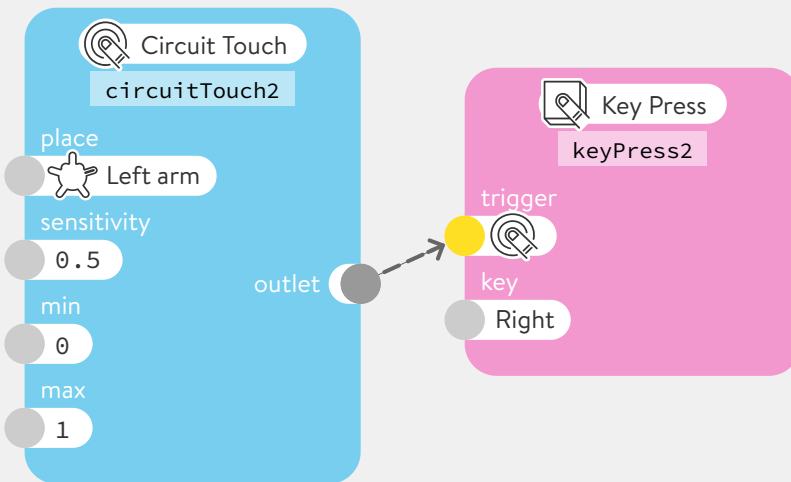 Circuit Touch
circuitTouch2
place
Left arm
sensitivity
0.5
outlet
min
0
max
1
Key Press
keyPress2
trigger
key
Right